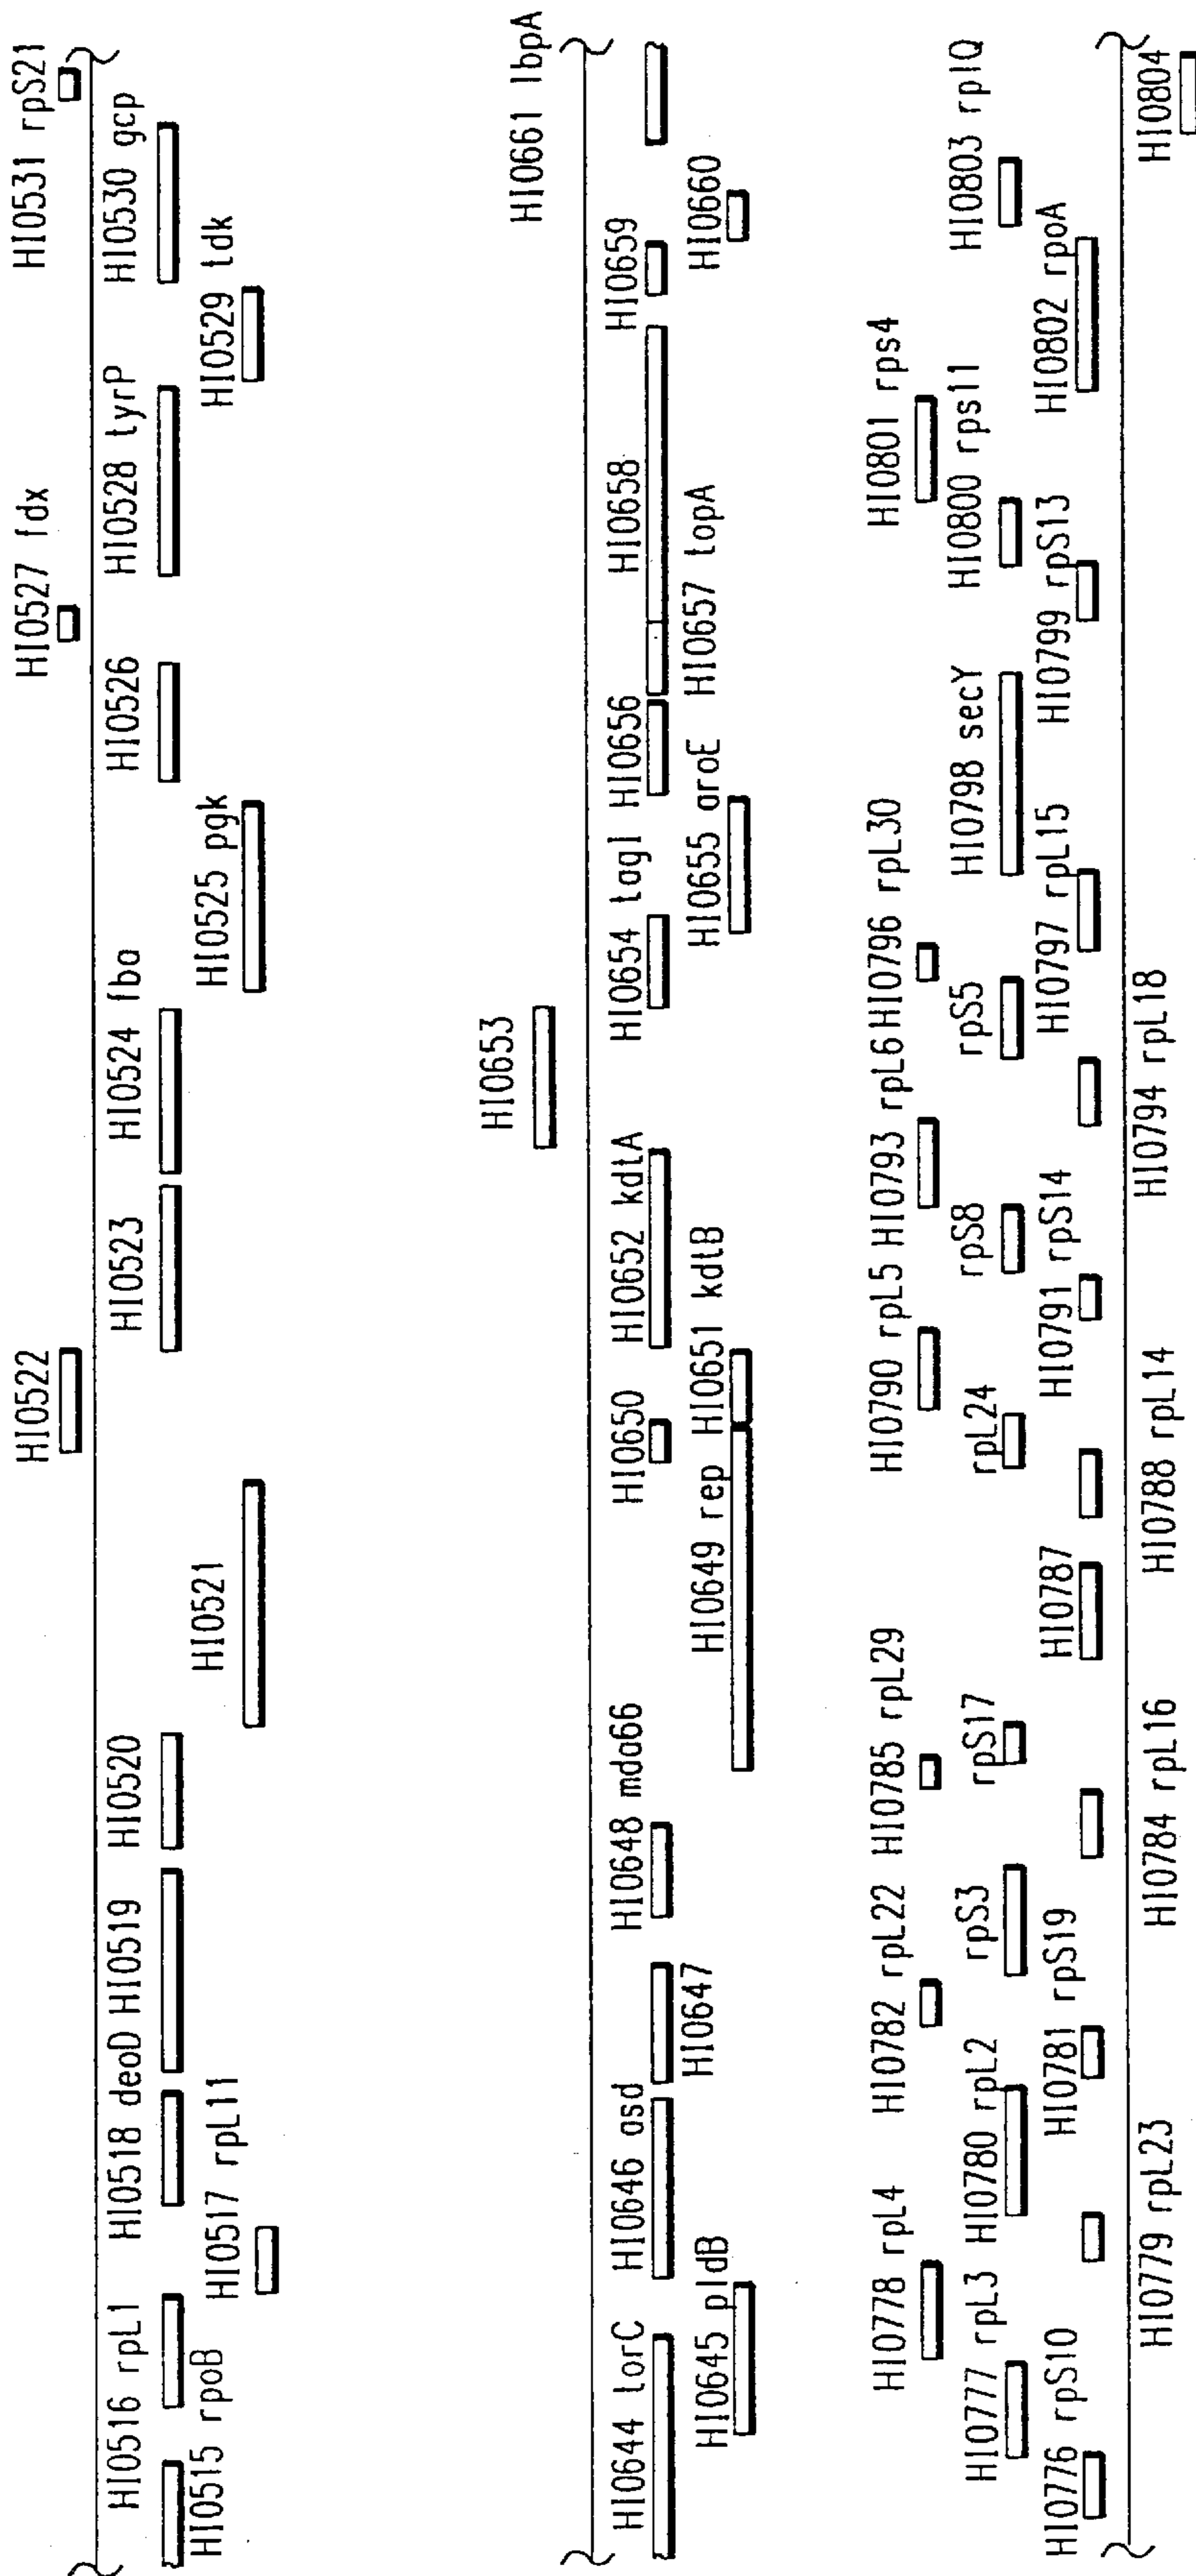 HI0531 rpS21
HI0527 fdx
HI0522
HI0516 rpL1
HI0518 deoD
HI0519
HI0520
HI0523
HI0524 fba
HI0526
HI0528 tyrP
HI0530 gcp
HI0515 rpoB
HI0517 rpL11
HI0521
HI0525 pgk
HI0529 tdk
HI0653
HI0661 lbpA
HI0644 torC
HI0646 asd
HI0648 mda66
HI0650
HI0652 kdtA
HI0654 tagI
HI0656
HI0658
HI0659
HI0645 pldB
HI0647
HI0649 rep
HI0651 kdtB
HI0655 aroE
HI0657 topA
HI0660
HI0778 rpL4
HI0782 rpL22
HI0785 rpL29
HI0790 rpL5
HI0793 rpL6
HI0796 rpL30
HI0801 rps4
HI0777 rpL3
HI0780 rpL2
rpS3
rpS17
rpL24
rpS8
rpS5
HI0798 secY
HI0800 rps11
HI0803 rplQ
HI0776 rpS10
HI0781 rpS19
HI0787
HI0791 rpS14
HI0797 rpL15
HI0799 rpS13
HI0802 rpoA
HI0779 rpL23
HI0784 rpL16
HI0788 rpL14
HI0794 rpL18
HI0804